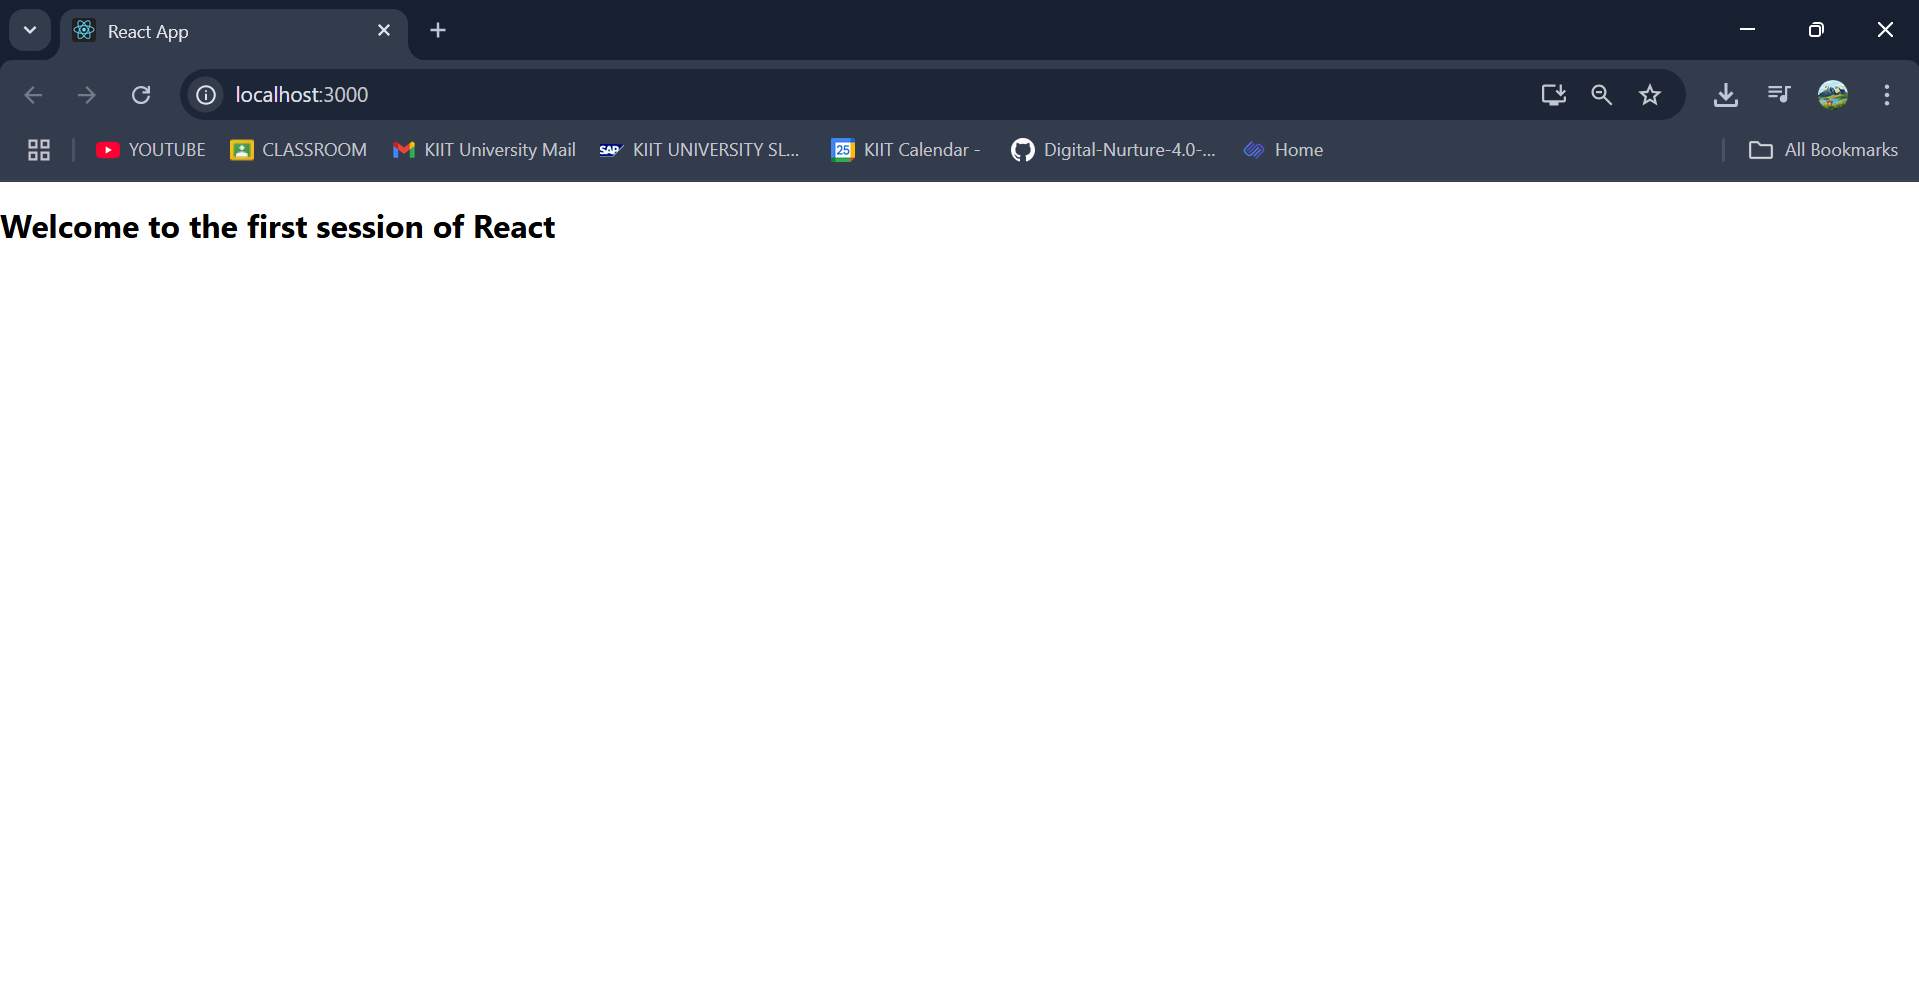 React App
localhost:3000
YOUTUBE
CLASSROOM
KIIT University Mail
SAP
KIIT UNIVERSITY SL...
25
KIIT Calendar -
Digital-Nurture-4.0-...
Home
All Bookmarks
Welcome to the first session of React